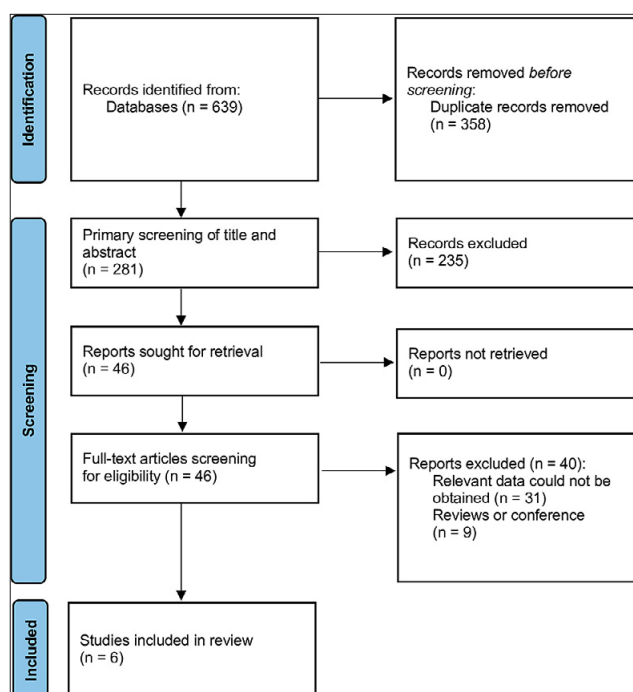 Identification
Records identified from:
Databases (n = 639)
Records removed before
screening:
Duplicate records removed
(n = 358)
Screening
Primary screening of title and
abstract
(n = 281)
Records excluded
(n = 235)
Reports sought for retrieval
(n = 46)
Reports not retrieved
(n = 0)
Full-text articles screening
for eligibility (n = 46)
Reports excluded (n = 40):
Relevant data could not be
obtained (n = 31)
Reviews or conference
(n = 9)
Included
Studies included in review
(n = 6)